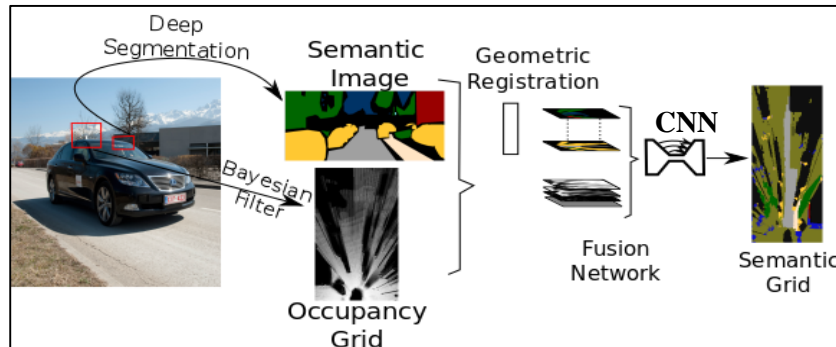 Deep
Segmentation
Semantic
Image
Geometric
Registration
CNN
Bayesian
Filter
Fusion
Network
Occupancy
Grid
Semantic
Grid